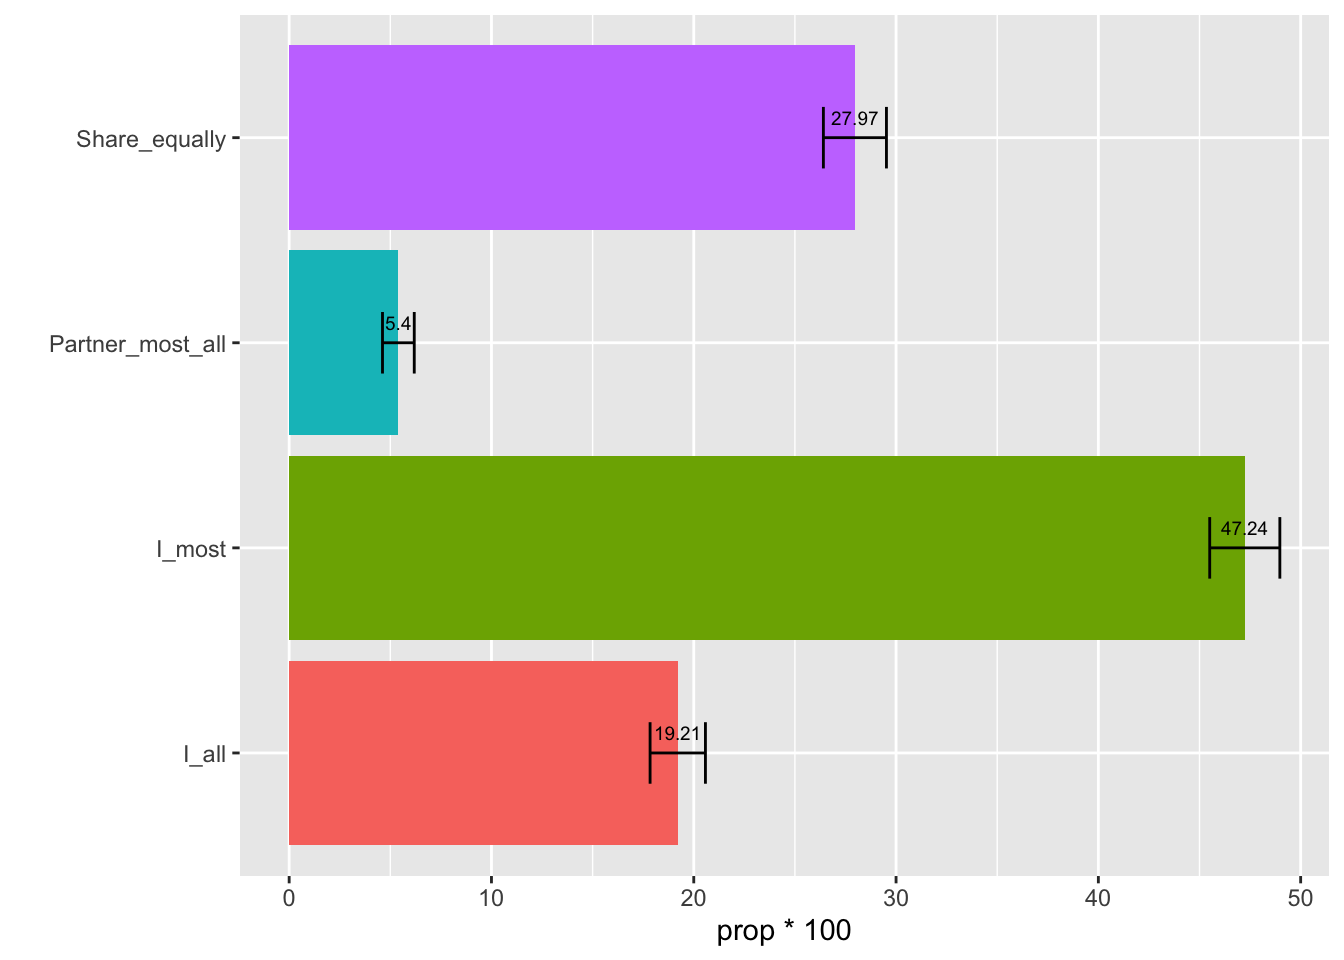 Share_equally
27.97
Partner_most_all
5.4
I_most
47.24
I_all
19.21
0 10 20 30 40 50
prop * 100